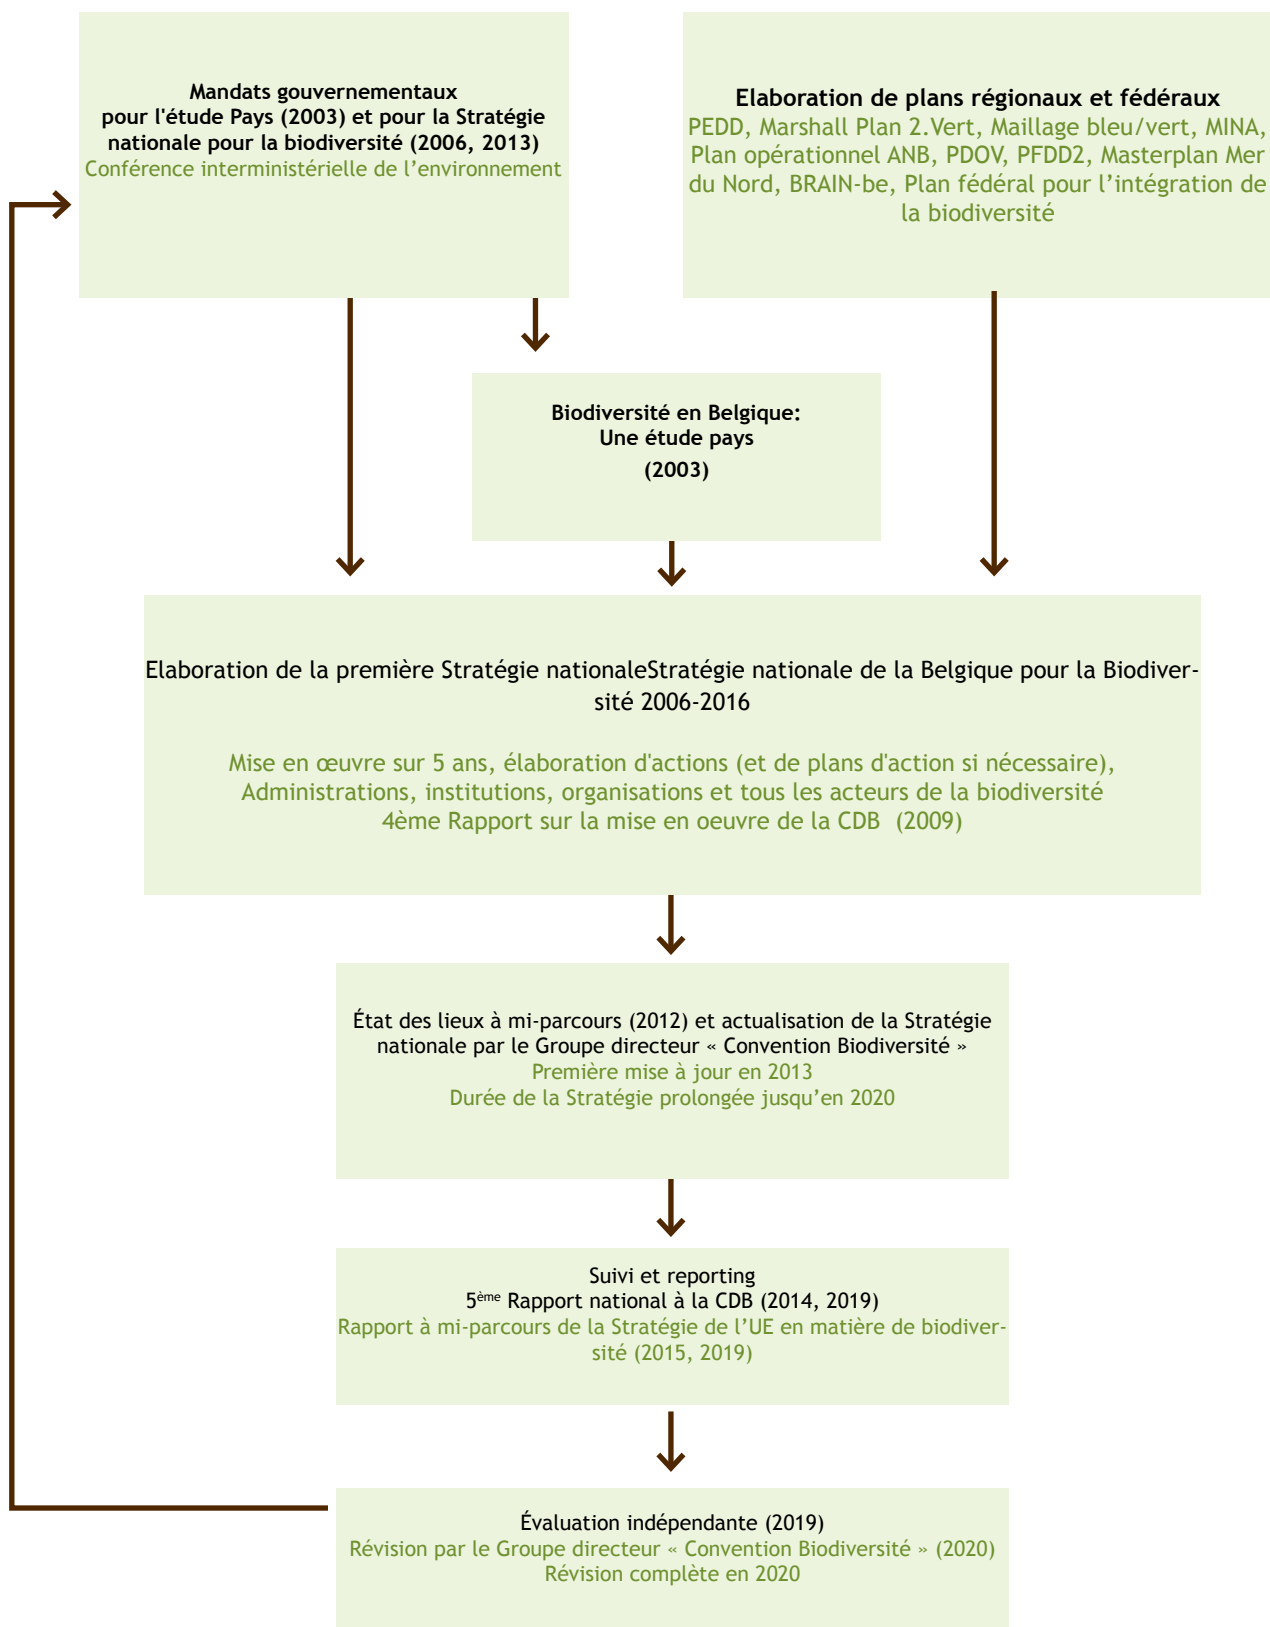 Mandats gouvernementaux
pour l'étude Pays (2003) et pour la Stratégie
nationale pour la biodiversité (2006, 2013)
Conférence interministérielle de l’environnement
Elaboration de plans régionaux et fédéraux
PEDD, Marshall Plan 2.Vert, Maillage bleu/vert, MINA,
Plan opérationnel ANB, PDOV, PFDD2, Masterplan Mer
du Nord, BRAIN-be, Plan fédéral pour l’intégration de
la biodiversité
Biodiversité en Belgique:
Une étude pays
(2003)
Elaboration de la première Stratégie nationaleStratégie nationale de la Belgique pour la Biodiver-
sité 2006-2016
Mise en œuvre sur 5 ans, élaboration d'actions (et de plans d'action si nécessaire),
Administrations, institutions, organisations et tous les acteurs de la biodiversité
4ème Rapport sur la mise en oeuvre de la CDB (2009)
État des lieux à mi-parcours (2012) et actualisation de la Stratégie
nationale par le Groupe directeur « Convention Biodiversité »
Première mise à jour en 2013
Durée de la Stratégie prolongée jusqu’en 2020
Suivi et reporting
5ème Rapport national à la CDB (2014, 2019)
Rapport à mi-parcours de la Stratégie de l’UE en matière de biodiver-
sité (2015, 2019)
Évaluation indépendante (2019)
Révision par le Groupe directeur « Convention Biodiversité » (2020)
Révision complète en 2020